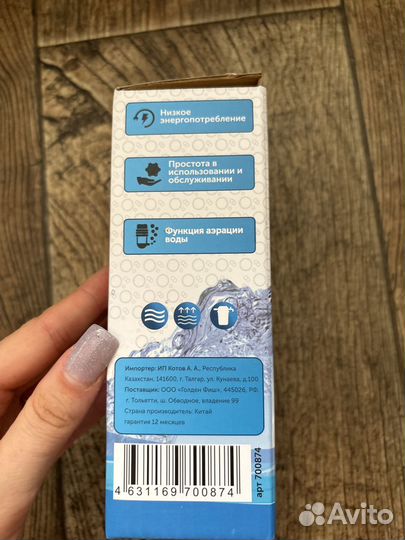 Низкое
энергопотребление
Простота в
использовании и
обслуживании
Функция аэрации
воды
Импортер: ИП Котов А. А., Республика
Казахстан, 141600, г. Талгар, ул. Кунаева, д.100
Поставщик: ООО «Голден Фиш», 445026, РФ,
г. Тольятти, ш. Обводное, владение 99
Страна производитель: Китай
гарантия 12 месяцев
4 631169 700874
арт 700874
Avito